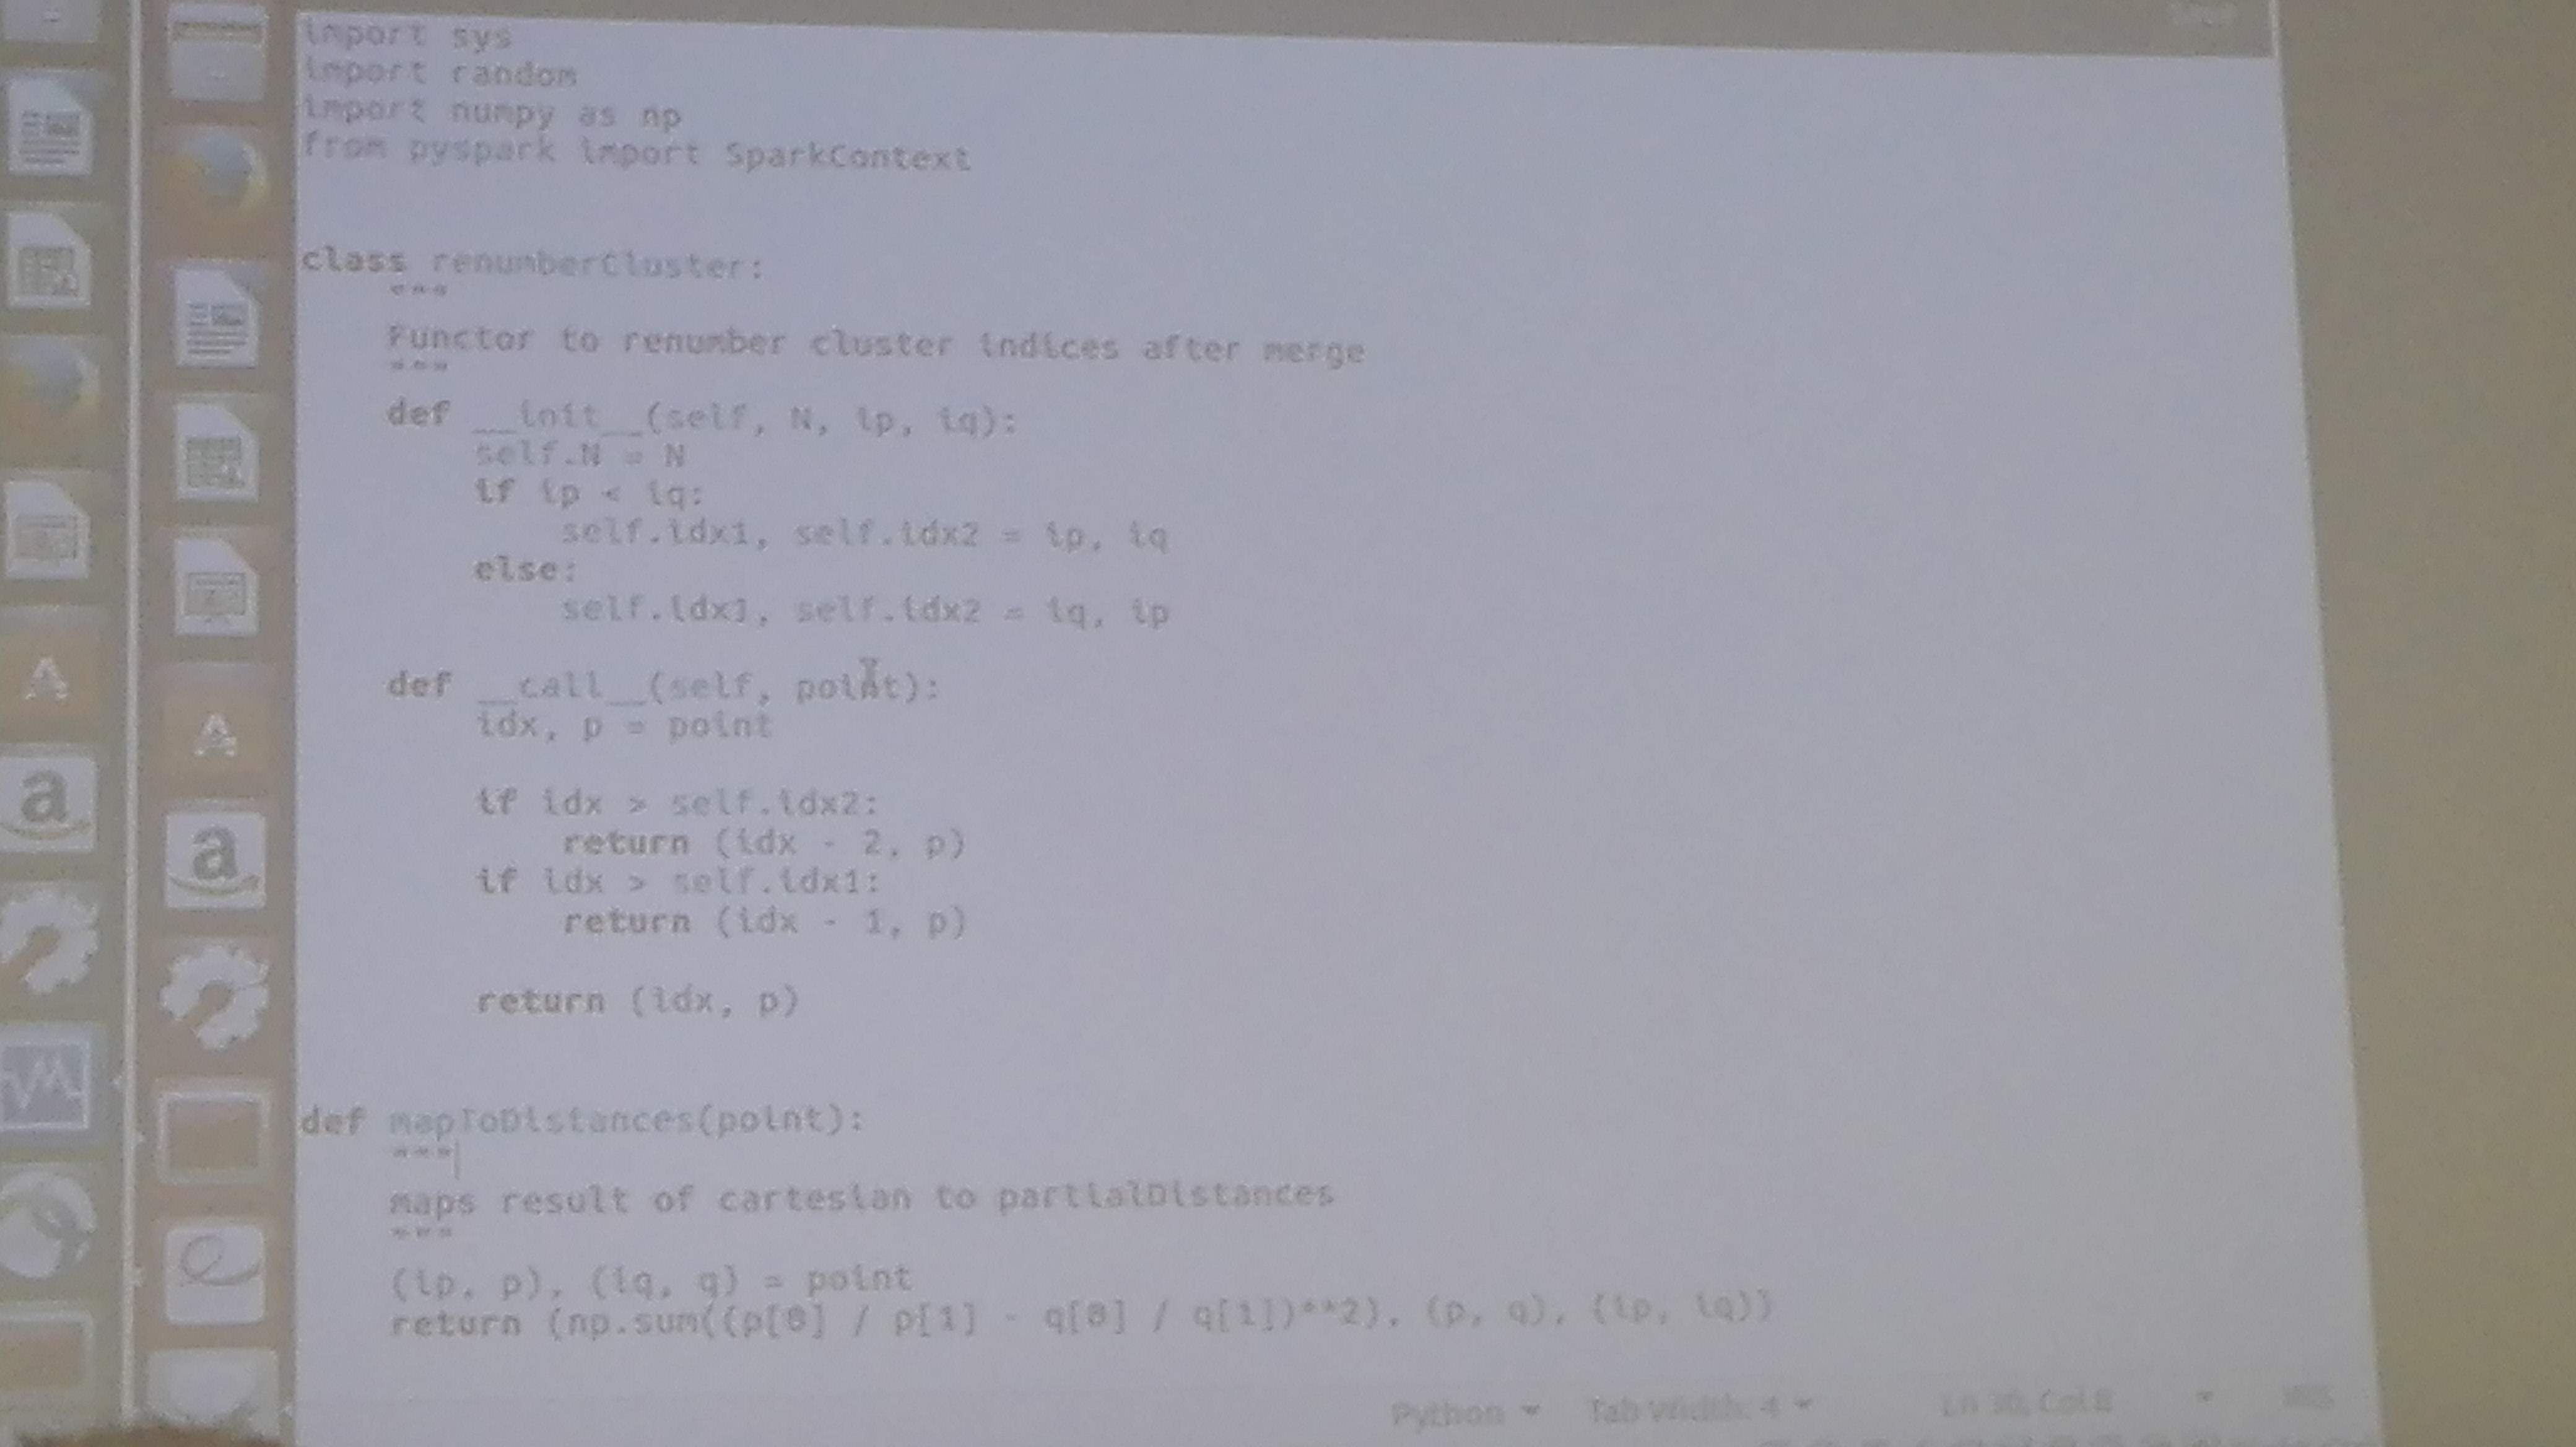 import sys
import random
import numpy as np
from pyspark import SparkContext
class renumberCluster:
"""
Functor to renumber cluster indices after merge
"""
def __init__(self, N, ip, iq):
self.N = N
if ip < iq:
self.idx1, self.idx2 = ip, iq
else:
self.idx1, self.idx2 = iq, ip
def __call__(self, point):
idx, p = point
if idx > self.idx2:
return (idx - 2, p)
if idx > self.idx1:
return (idx - 1, p)
return (idx, p)
def mapToDistances(point):
"""
maps result of cartesian to partialDistances
"""
(ip, p), (iq, q) = point
return (np.sum((p[0] / p[1] - q[0] / q[1])**2), (p, q), (ip, iq))
Python Tab Width: 4 Col 8